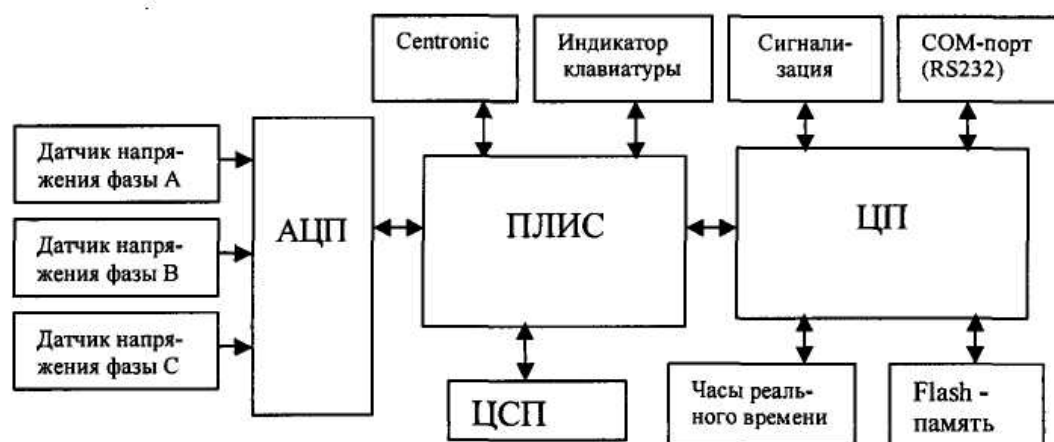 Centronic
Индикатор
клавиатуры
Сигнали-
зация
COM-порт
(RS232)
Датчик напря-
жения фазы А
Датчик напря-
жения фазы В
Датчик напря-
жения фазы С
АЦП
ПЛИС
ЦП
ЦСП
Часы реаль-
ного времени
Flash -
память